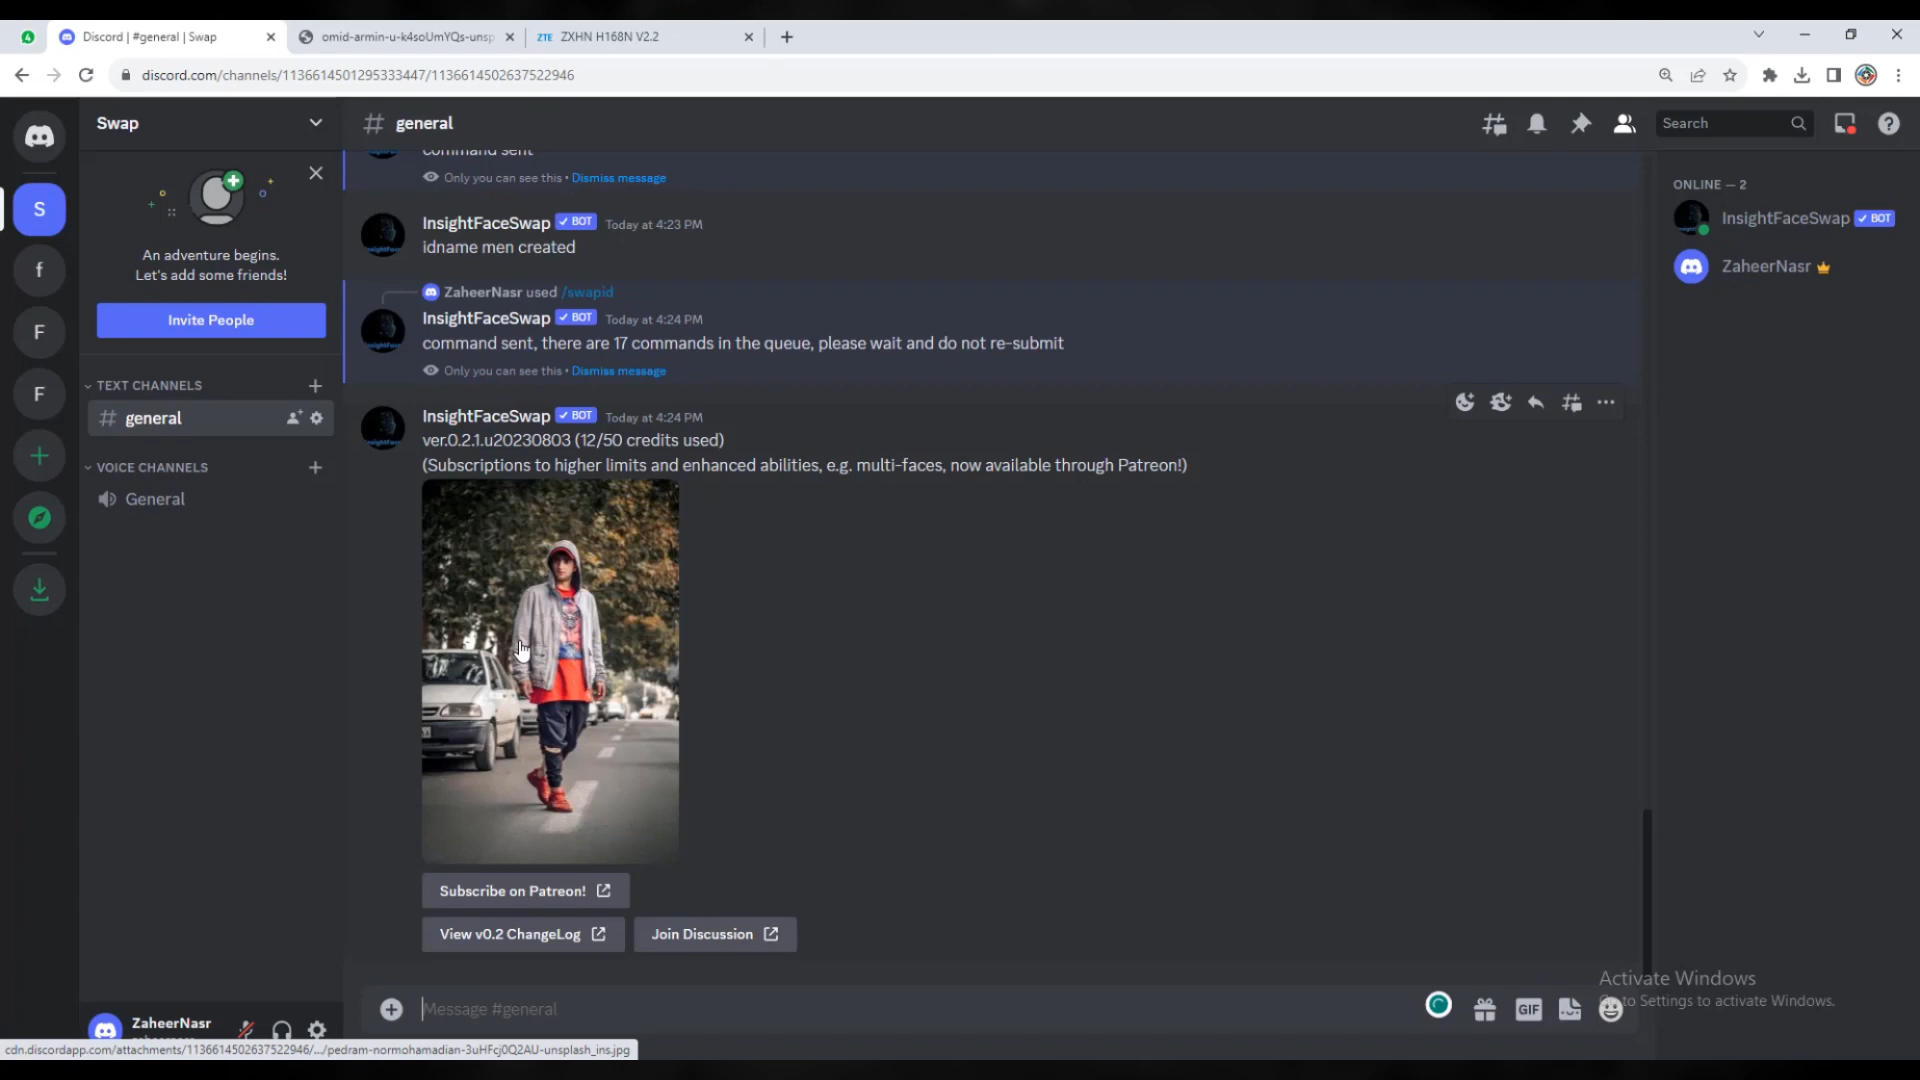 Discord | #general | Swap
omid-armin-u-k4soUmYQs-unsp
ZTE ZXHN H168N V2.2
discord.com/channels/1136614501295333447/1136614502637522946
Swap
# general
Search
command sent
Only you can see this • Dismiss message
An adventure begins.
Let's add some friends!
Invite People
TEXT CHANNELS
# general
VOICE CHANNELS
General
S
f
F
F
InsightFaceSwap BOT Today at 4:23 PM
idname men created
ZaheerNasr used /swapid
InsightFaceSwap BOT Today at 4:24 PM
command sent, there are 17 commands in the queue, please wait and do not re-submit
Only you can see this • Dismiss message
InsightFaceSwap BOT Today at 4:24 PM
ver.0.2.1.u20230803 (12/50 credits used)
(Subscriptions to higher limits and enhanced abilities, e.g. multi-faces, now available through Patreon!)
Subscribe on Patreon!
View v0.2 ChangeLog
Join Discussion
Message #general
GIF
ONLINE — 2
InsightFaceSwap BOT
ZaheerNasr
Activate Windows
to Settings to activate Windows.
ZaheerNasr
cdn.discordapp.com/attachments/1136614502637522946/.../pedram-normohamadian-3uHFcj0Q2AU-unsplash_ins.jpg